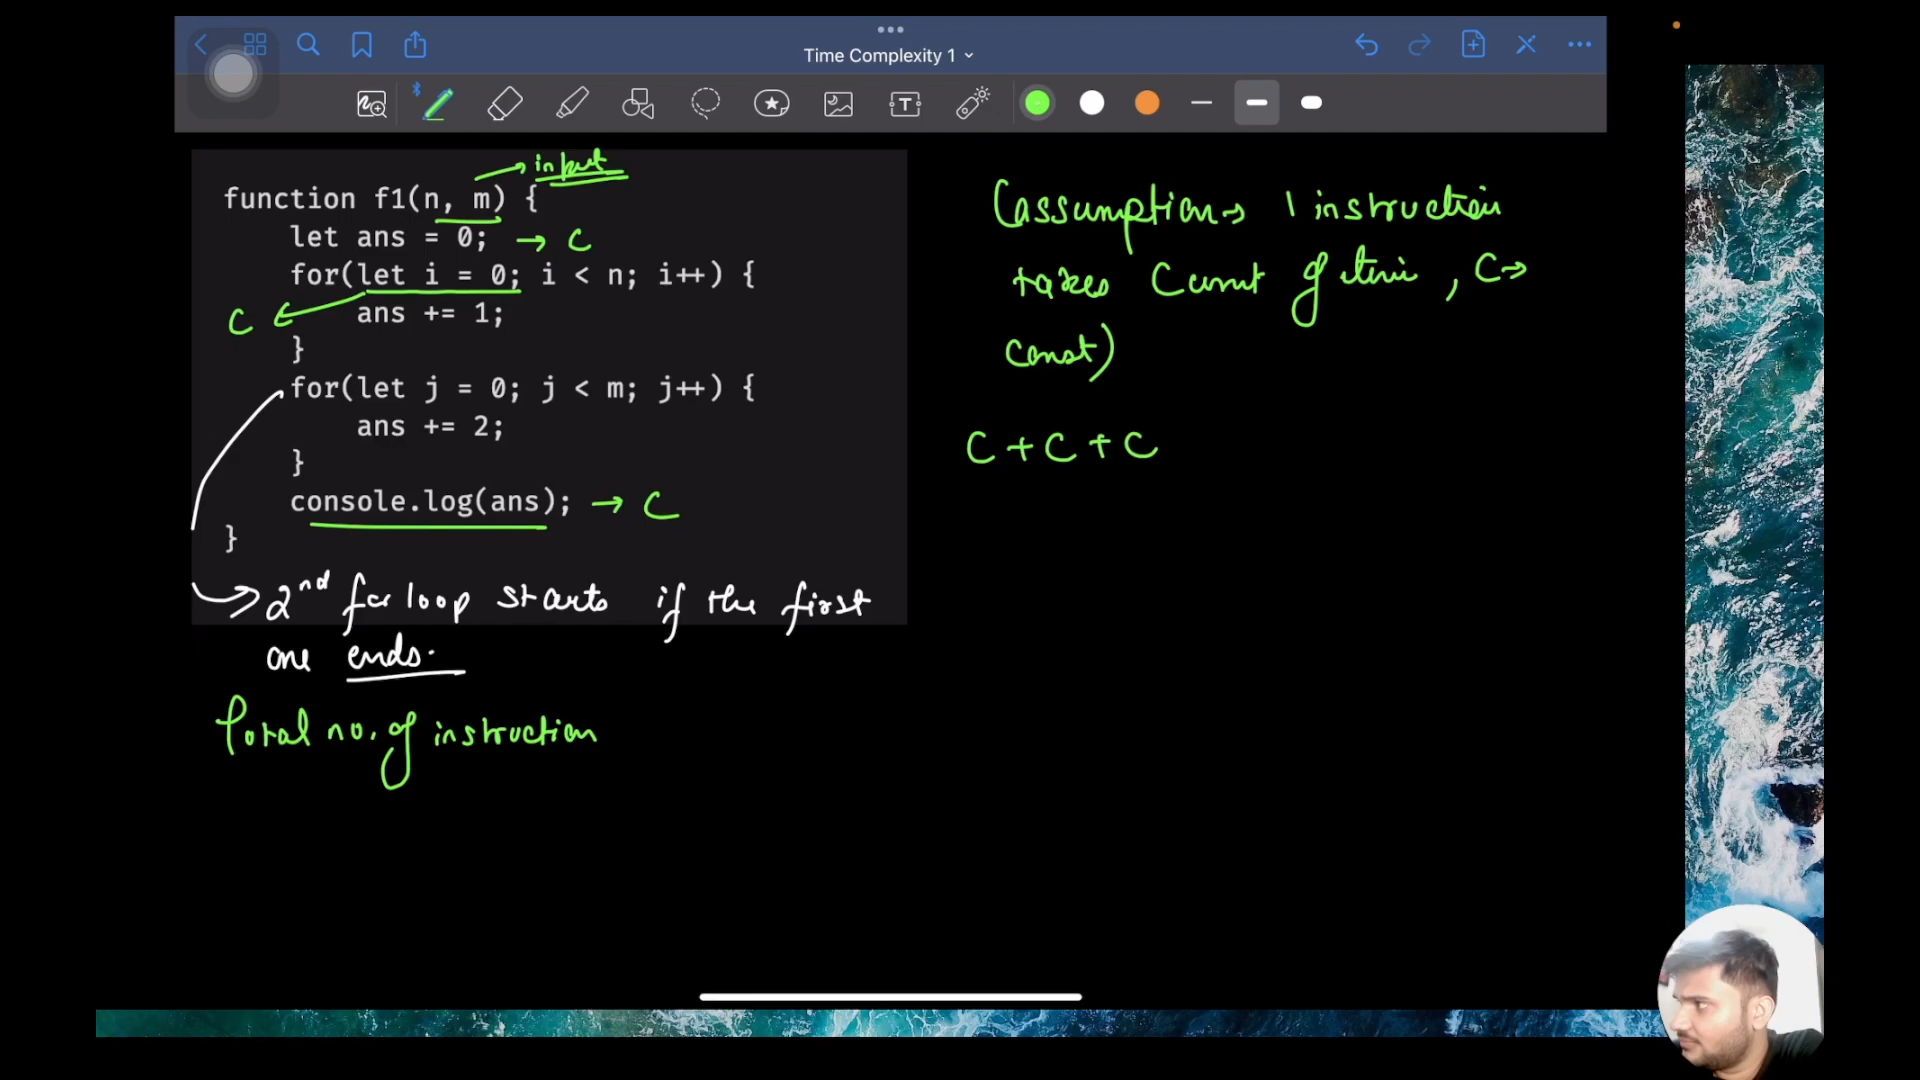 Time Complexity 1
function f1(n, m) { → input
let ans = 0; → C
for(let i = 0; i < n; i++) {
C ← ans += 1;
}
for(let j = 0; j < m; j++) {
ans += 2;
}
console.log(ans); → C
}
→ 2nd for loop starts if the first
one ends.
Total no. of instruction
(assumption → 1 instruction
takes C amt of time, C →
const)
C + C + C